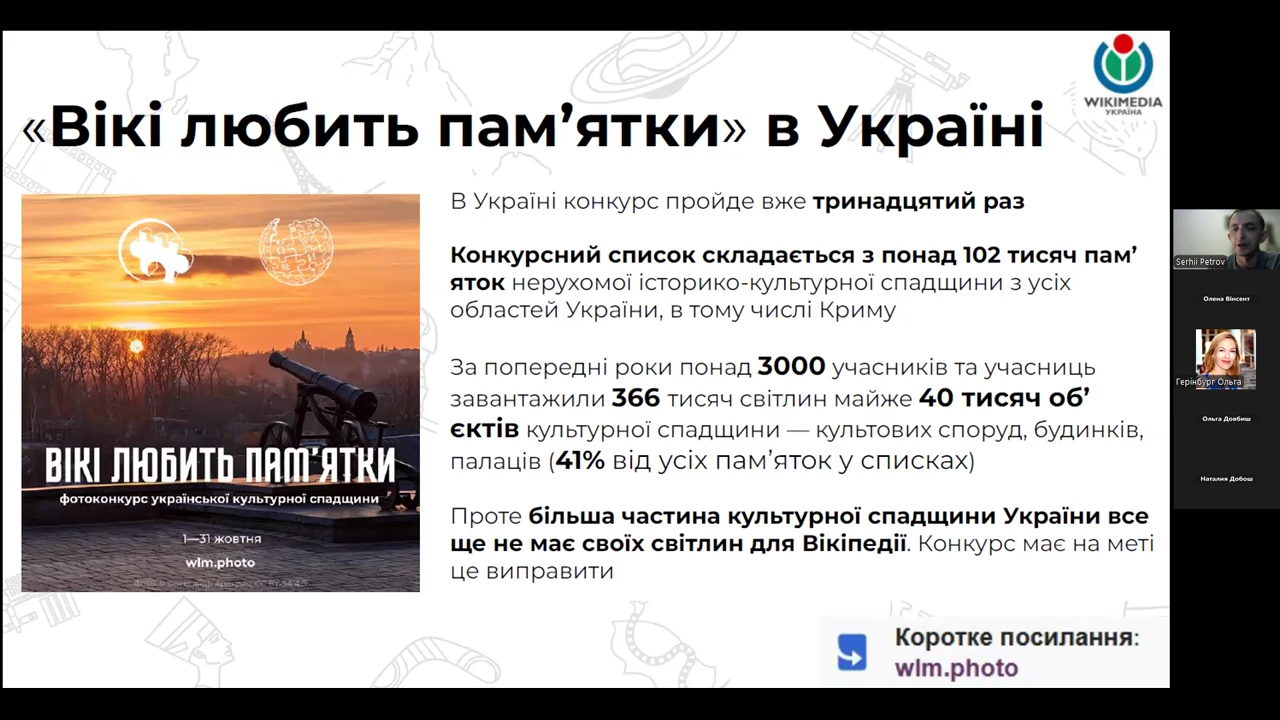 WIKIMEDIA
УКРАЇНА
«Вікі любить пам’ятки» в Україні
В Україні конкурс пройде вже тринадцятий раз
Конкурсний список складається з понад 102 тисяч пам’
яток нерухомої історико-культурної спадщини з усіх
областей України, в тому числі Криму
За попередні роки понад 3000 учасників та учасниць
завантажили 366 тисяч світлин майже 40 тисяч об’
єктів культурної спадщини — культових споруд, будинків,
палаців (41% від усіх пам’яток у списках)
Проте більша частина культурної спадщини України все
ще не має своїх світлин для Вікіпедії. Конкурс має на меті
це виправити
ВІКІ ЛЮБИТЬ ПАМ’ЯТКИ
фотоконкурс української культурної спадщини
1—31 жовтня
wlm.photo
Коротке посилання:
wlm.photo
Serhii Petrov
Олена Вінсент
Герінбург Ольга
Ольга Довбиш
Наталия Добош